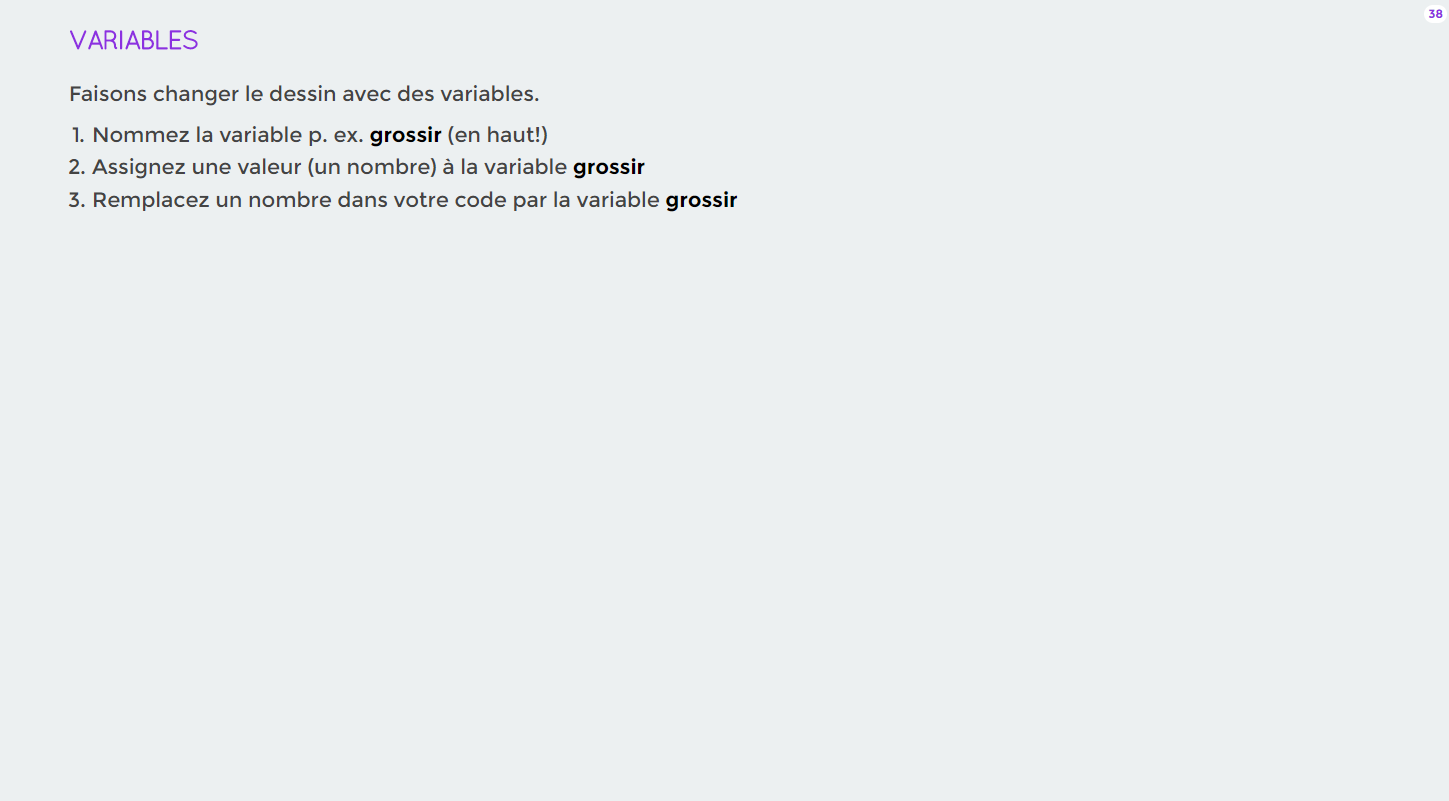 38
VARIABLES
Faisons changer le dessin avec des variables.
1. Nommez la variable p. ex. grossir (en haut!)
2. Assignez une valeur (un nombre) à la variable grossir
3. Remplacez un nombre dans votre code par la variable grossir